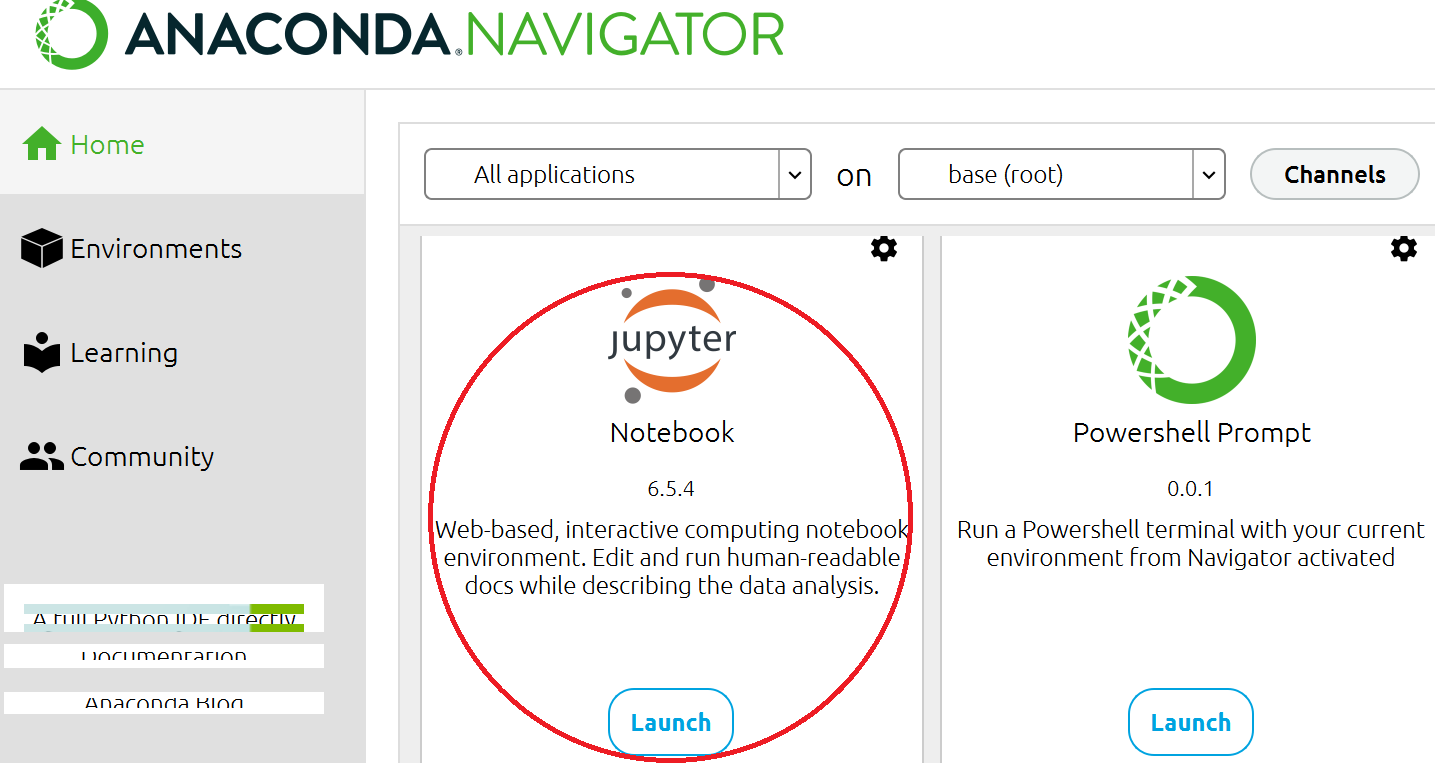 ANACONDA.NAVIGATOR
Home
Environments
Learning
Community
A full Python IDE directly
Documentation
Anaconda Blog
All applications on base (root) Channels
jupyter
Notebook
6.5.4
Web-based, interactive computing notebook
environment. Edit and run human-readable
docs while describing the data analysis.
Launch
Powershell Prompt
0.0.1
Run a Powershell terminal with your current
environment from Navigator activated
Launch